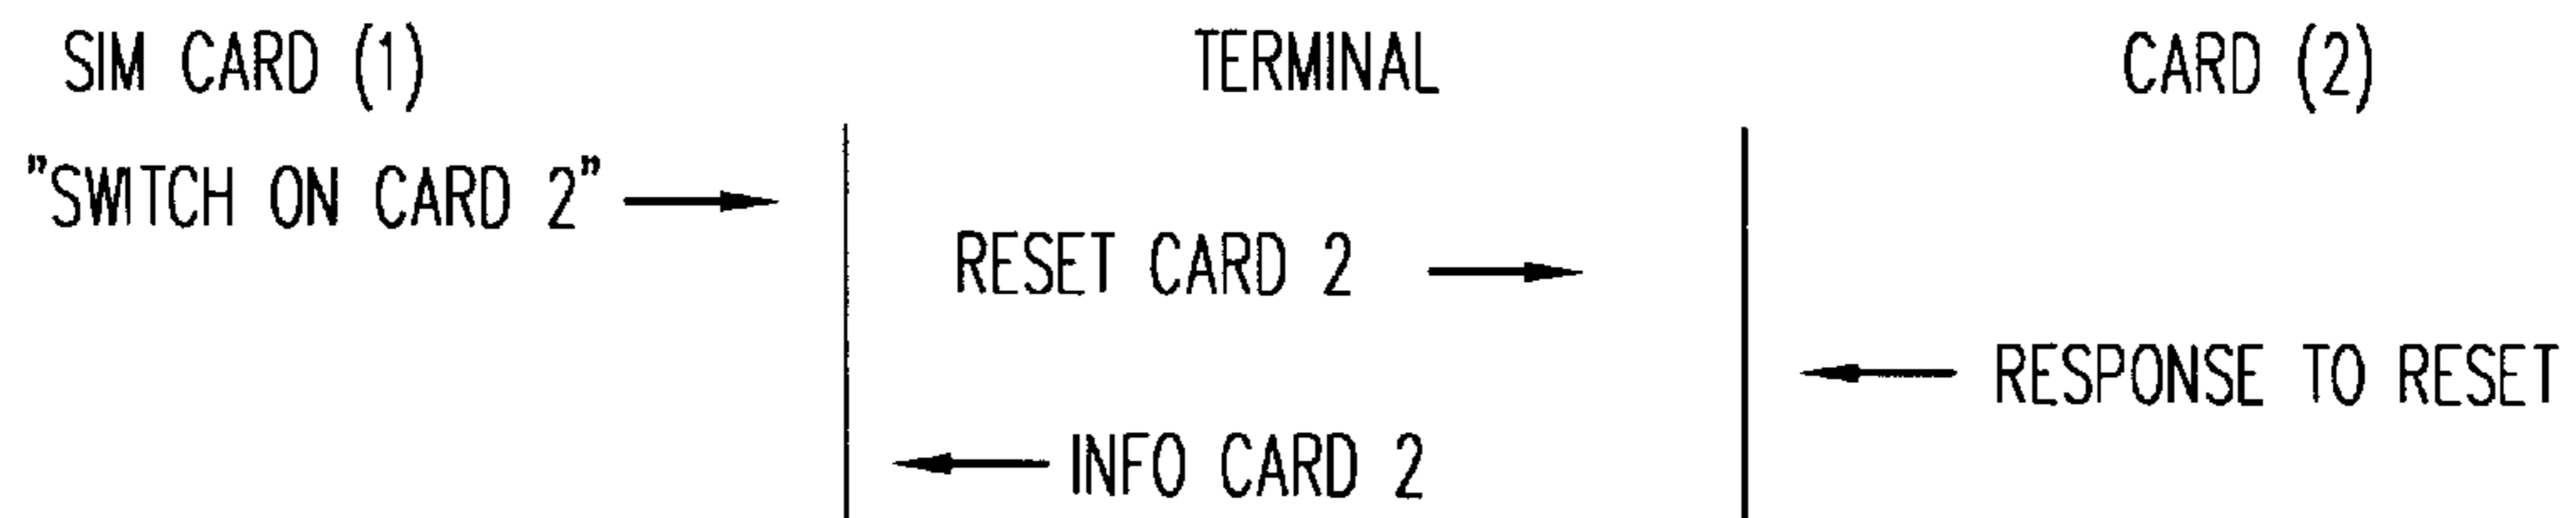 SIM CARD (1) TERMINAL CARD (2)
"SWITCH ON CARD 2"
RESET CARD 2
RESPONSE TO RESET
INFO CARD 2